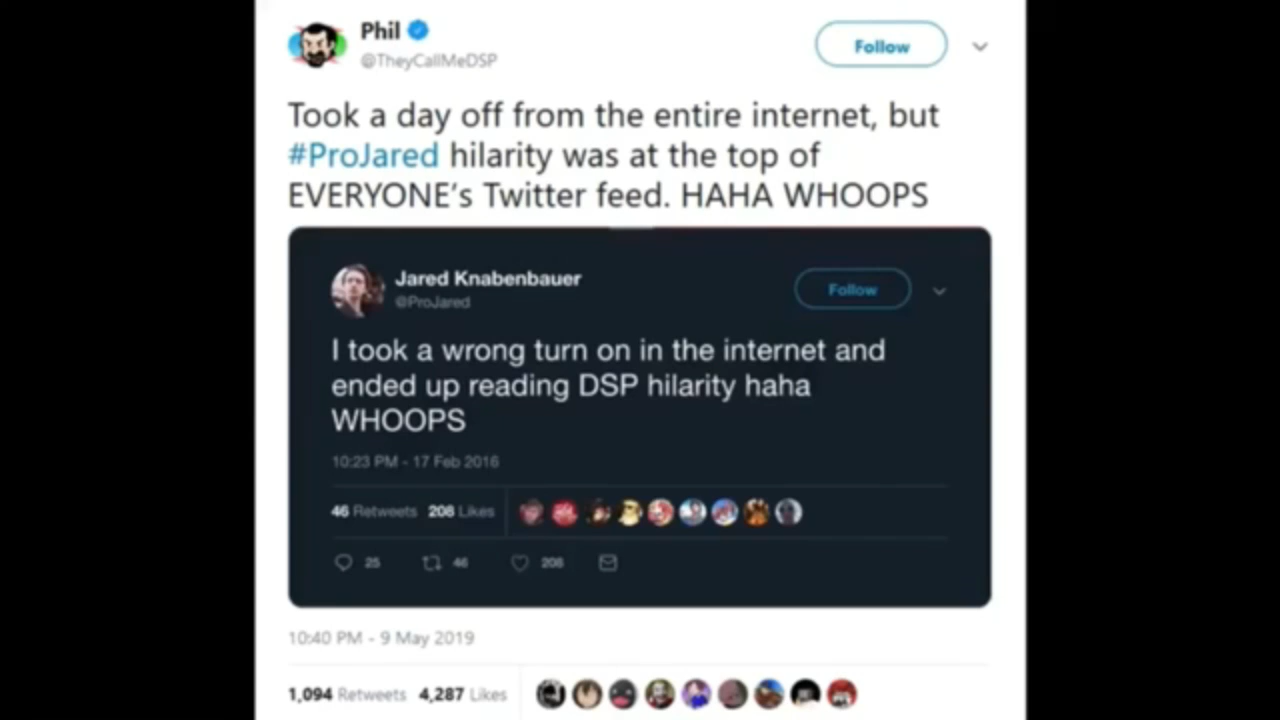 Phil
@TheyCallMeDSP
Follow
Took a day off from the entire internet, but
#ProJared hilarity was at the top of
EVERYONE's Twitter feed. HAHA WHOOPS
Jared Knabenbauer
@ProJared
Follow
I took a wrong turn on in the internet and
ended up reading DSP hilarity haha
WHOOPS
10:23 PM - 17 Feb 2016
46 Retweets 208 Likes
25 46 208
10:40 PM - 9 May 2019
1,094 Retweets 4,287 Likes